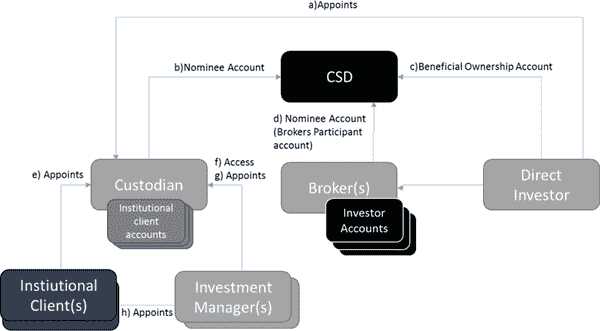 a)Appoints
b)Nominee Account
CSD
c)Beneficial Ownership Account
d) Nominee Account
(Brokers Participant
account)
e) Appoints
Custodian
f) Access
g) Appoints
Broker(s)
Direct
Investor
Institutional
client
accounts
Investor
Accounts
Instiutional
Client(s)
Investment
Manager(s)
h) Appoints